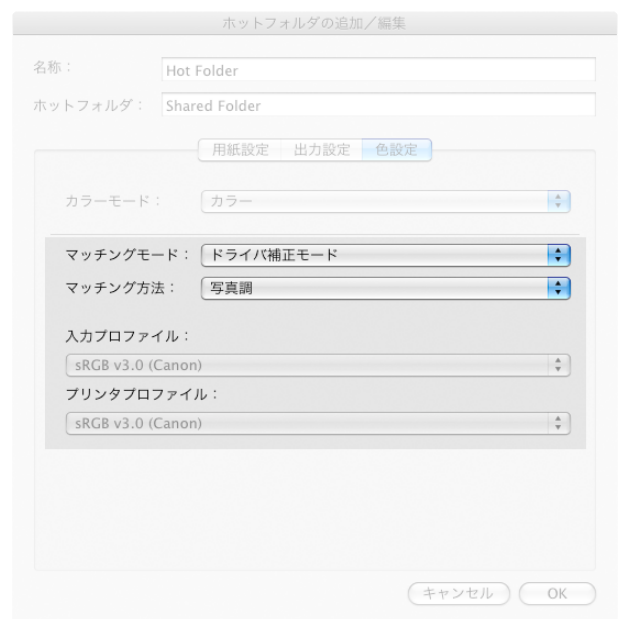 ホットフォルダの追加／編集
名称： Hot Folder
ホットフォルダ： Shared Folder
用紙設定 出力設定 色設定
カラーモード： カラー
マッチングモード： ドライバ補正モード
マッチング方法： 写真調
入力プロファイル：
sRGB v3.0 (Canon)
プリンタプロファイル：
sRGB v3.0 (Canon)
キャンセル OK